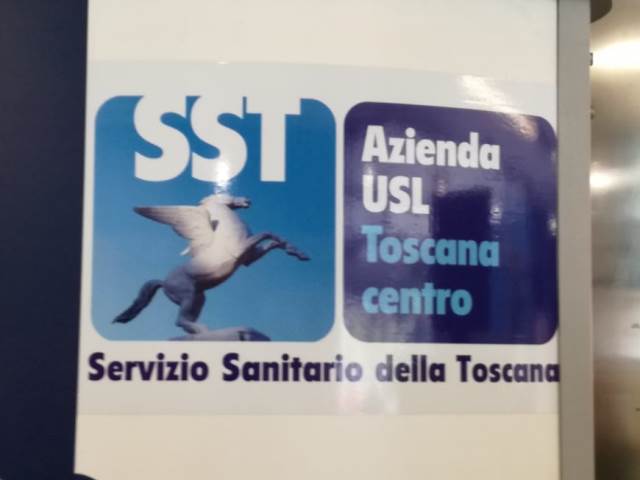 SST
Azienda
USL
Toscana
centro
Servizio Sanitario della Toscana